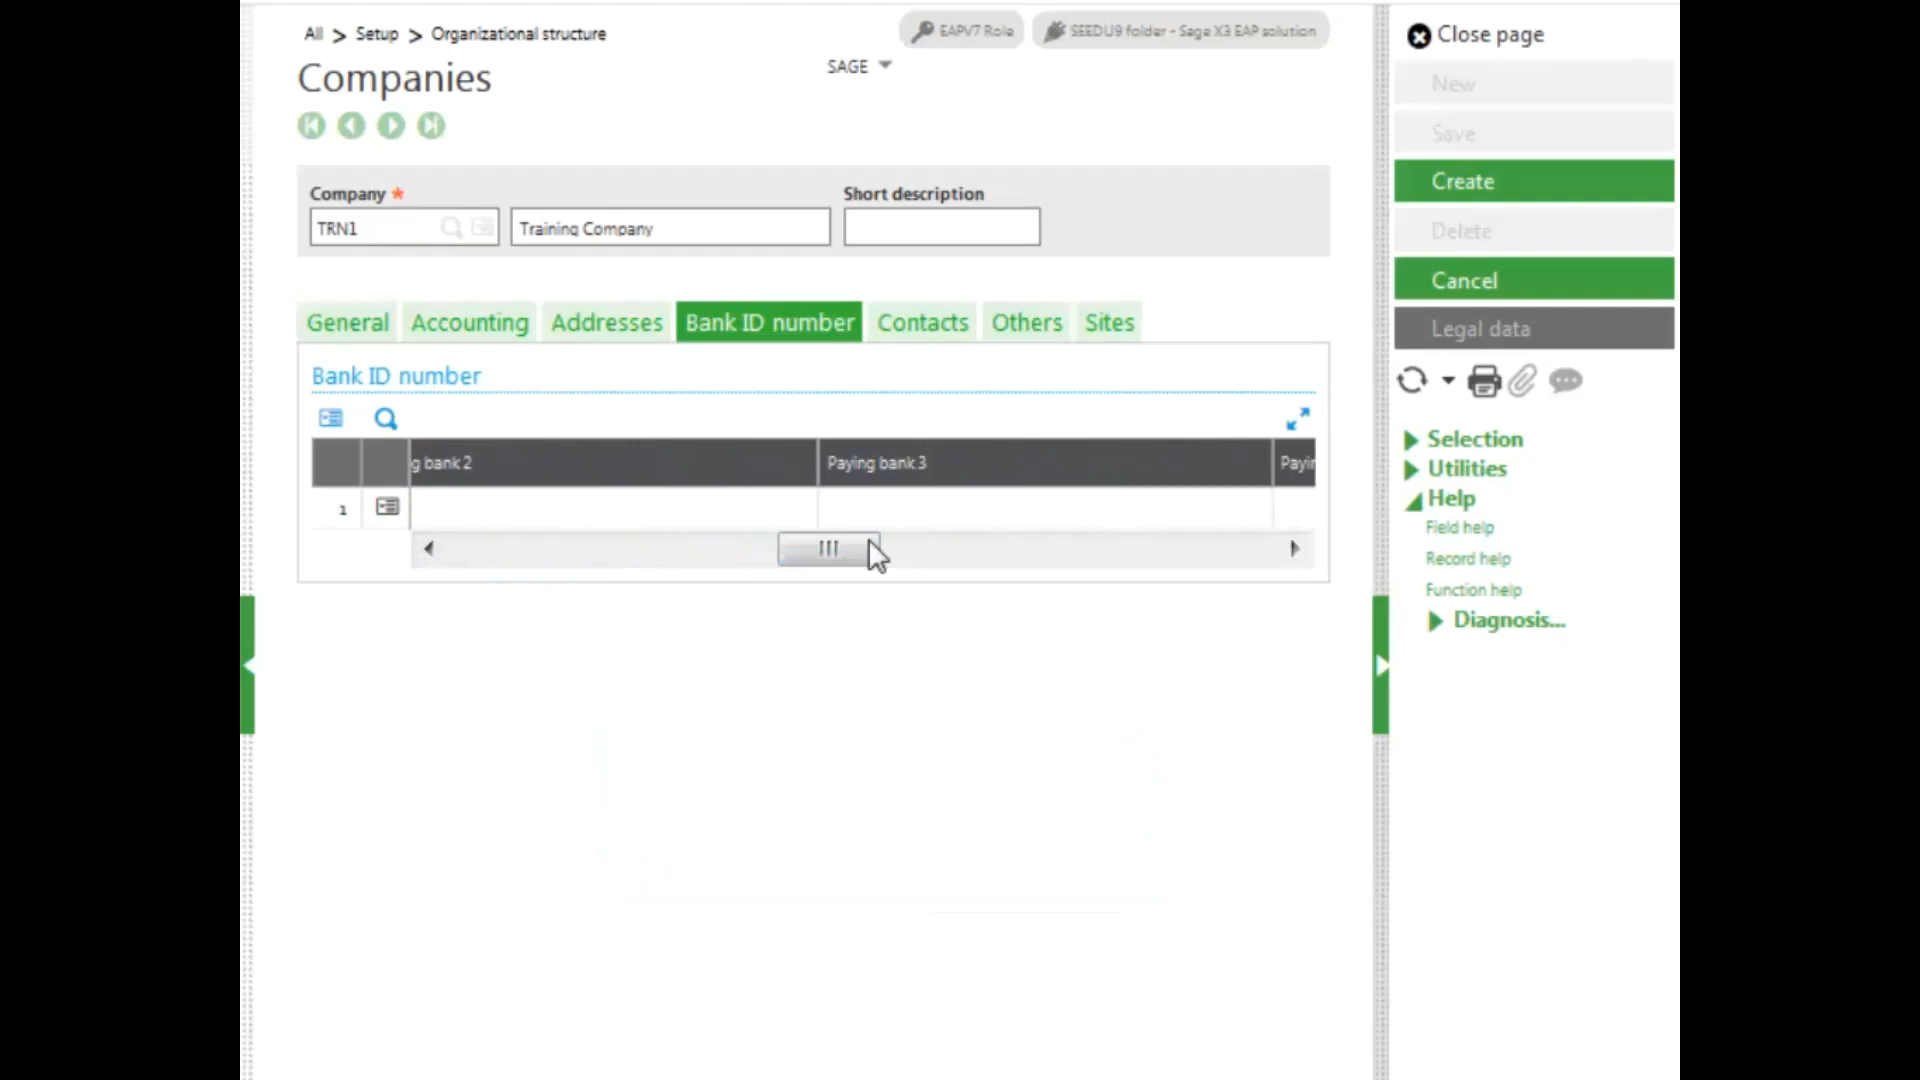 All > Setup > Organizational structure
EAPV7 Role
SEEDU9 folder - Sage X3 EAP solution
SAGE
Companies
Company *
Short description
TRN1
Training Company
General
Accounting
Addresses
Bank ID number
Contacts
Others
Sites
Bank ID number
g bank 2
Paying bank 3
Payin
1
Close page
New
Save
Create
Delete
Cancel
Legal data
Selection
Utilities
Help
Field help
Record help
Function help
Diagnosis...